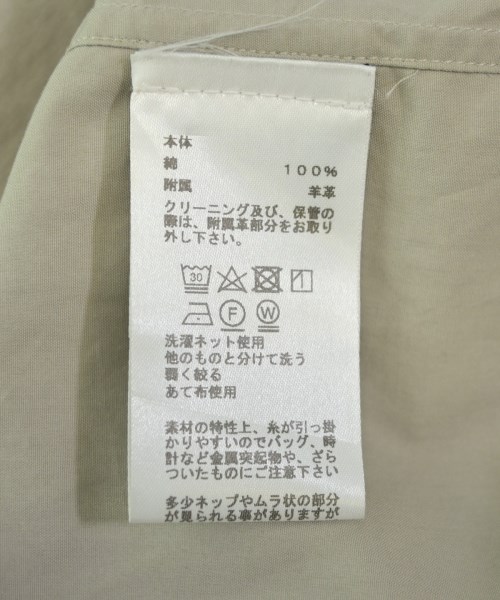 本体
綿 100%
附属 羊革
クリーニング及び、保管の
際は、附属革部分をお取り
外し下さい。
30
F W
洗濯ネット使用
他のものと分けて洗う
弱く絞る
あて布使用
素材の特性上、糸が引っ掛
かりやすいのでバッグ、時
計など金属突起物や、ざら
ついたものにご注意下さい
多少ネップやムラ状の部分
が見られる事がありますが